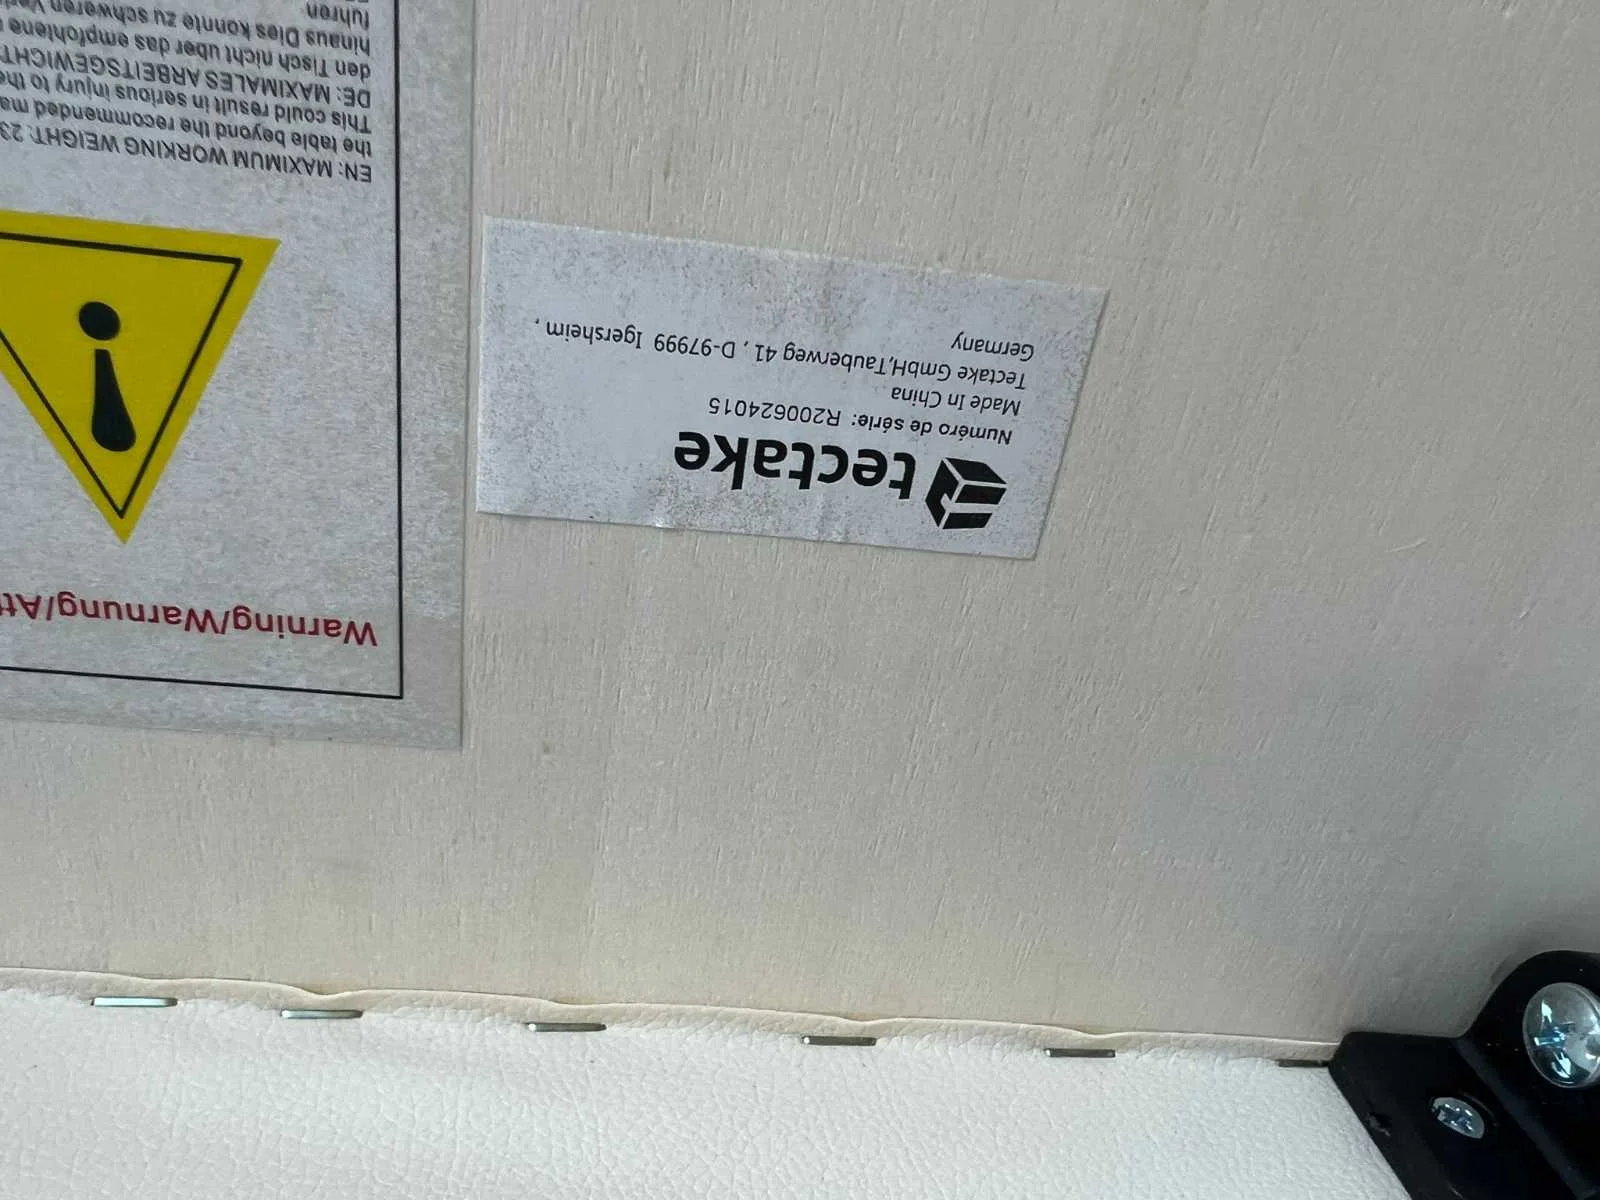 tectake
Numéro de série: R200624015
Made In China
Tectake GmbH,Tauberweg 41 , D-97999 Igersheim ,
Germany
Warning/Warnung/
EN: MAXIMUM WORKING WEIGHT: 23
the table beyond the recommended
This could result in serious injury to
DE: MAXIMALES ARBEITSGEWICHT
den Tisch nicht uber das empfohlene
hinaus Dies konnte zu schweren
fuhren